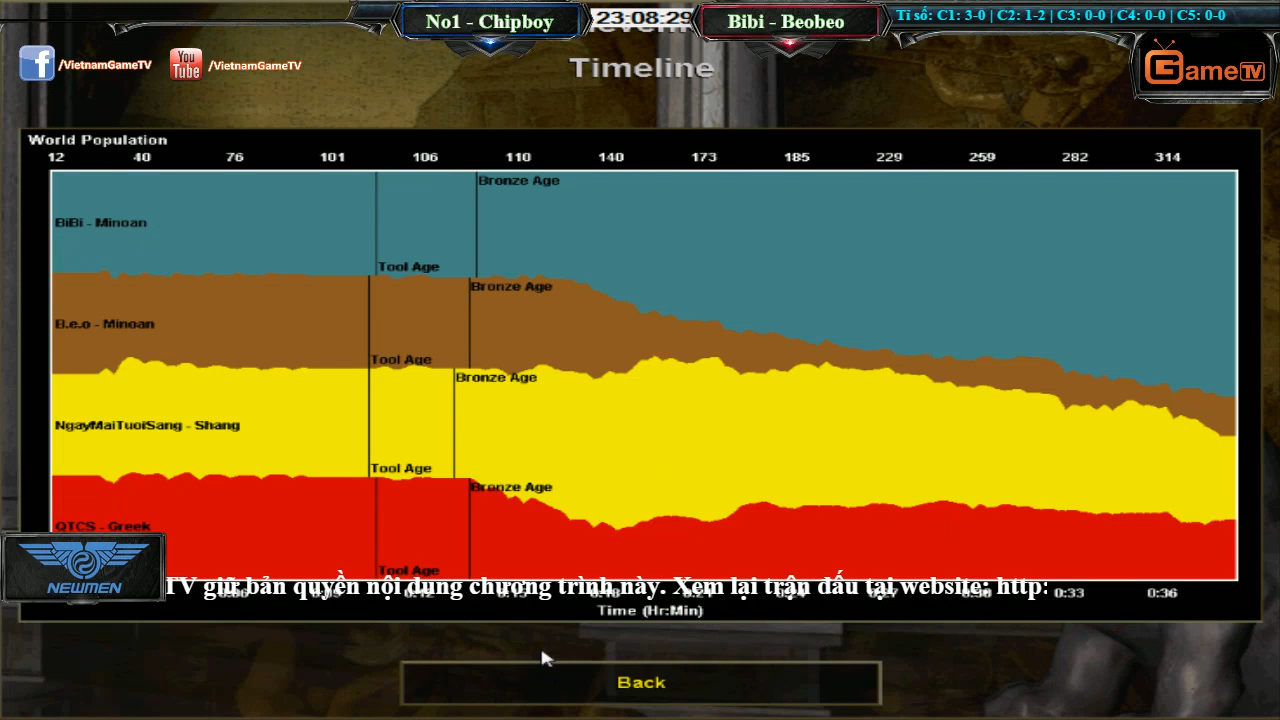 No1 - Chipboy
23:08:29
Bibi - Beobeo
Tỉ số: C1: 3-0 | C2: 1-2 | C3: 0-0 | C4: 0-0 | C5: 0-0
/VietnamGameTV
You Tube
/VietnamGameTV
Timeline
GameTV
World Population
12 40 76 101 106 110 140 173 185 229 259 282 314
Bronze Age
BiBi - Minoan
Tool Age
Bronze Age
B.e.o - Minoan
Tool Age
Bronze Age
NgayMaiTuoiSang - Shang
Tool Age
Bronze Age
QTCS - Greek
Tool Age
NEWMEN
TV giữ bản quyền nội dung chương trình này. Xem lại trận đấu tại website: http:
0:33 0:36
Time (Hr:Min)
Back